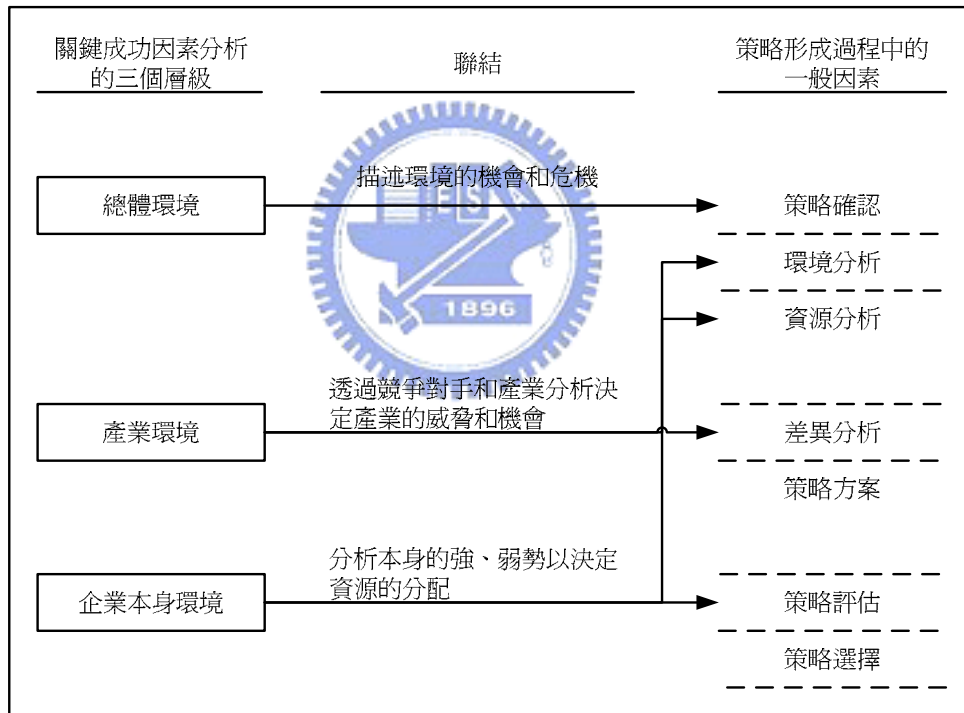 關鍵成功因素分析
的三個層級
聯結
策略形成過程中的
一般因素
描述環境的機會和危機
總體環境
策略確認
環境分析
ES
1896
資源分析
透過競爭對手和產業分析決
定產業的威脅和機會
產業環境
差異分析
策略方案
分析本身的強、弱勢以決定
資源的分配
企業本身環境
策略評估
策略選擇